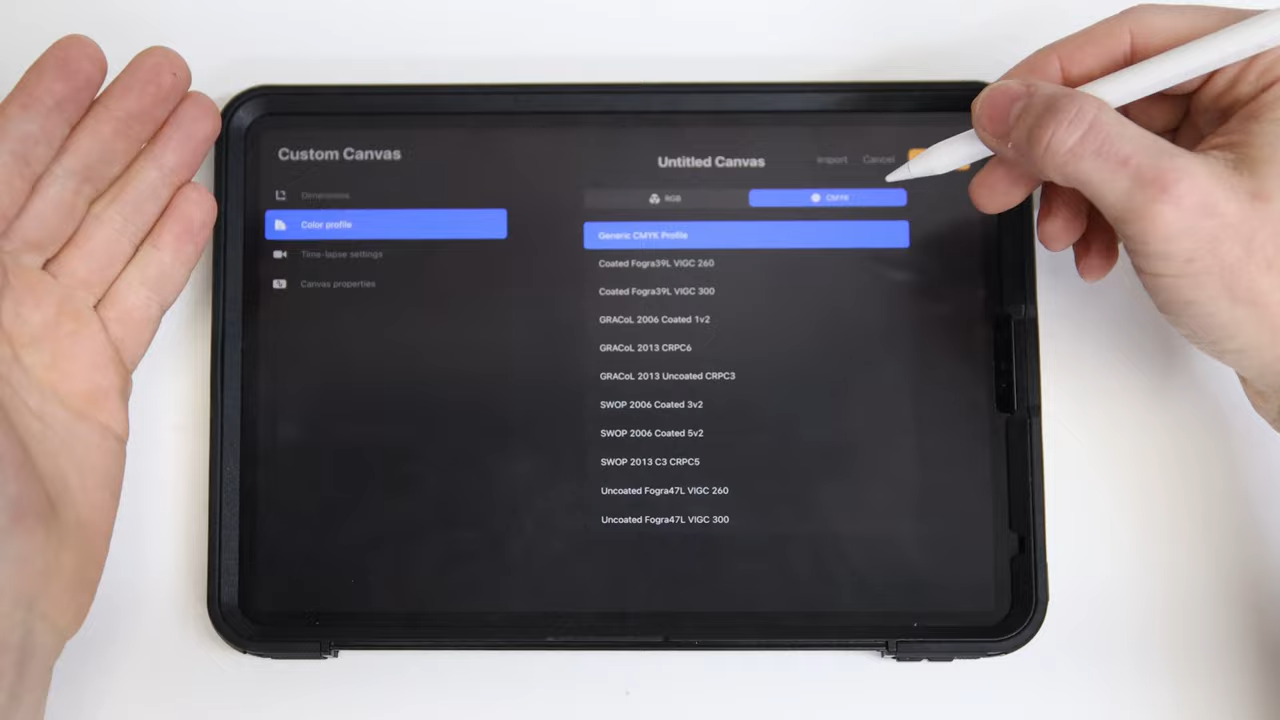 Custom Canvas
Dimensions
Color profile
Time-lapse settings
Canvas properties
Untitled Canvas
Import
Cancel
RGB
CMYK
Generic CMYK Profile
Coated Fogra39L VIGC 260
Coated Fogra39L VIGC 300
GRACoL 2006 Coated 1v2
GRACoL 2013 CRPC6
GRACoL 2013 Uncoated CRPC3
SWOP 2006 Coated 3v2
SWOP 2006 Coated 5v2
SWOP 2013 C3 CRPC5
Uncoated Fogra47L VIGC 260
Uncoated Fogra47L VIGC 300